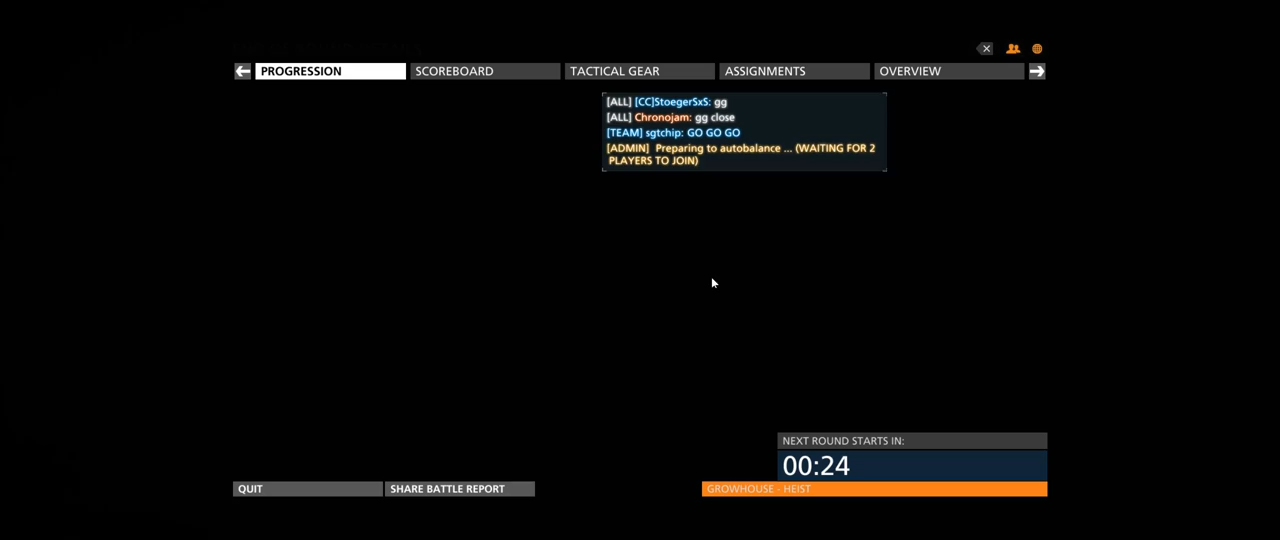 PROGRESSION
SCOREBOARD
TACTICAL GEAR
ASSIGNMENTS
OVERVIEW
[ALL] [CC]StoegerSxS: gg
[ALL] Chronojam: gg close
[TEAM] sgtchip: GO GO GO
[ADMIN] Preparing to autobalance ... (WAITING FOR 2
PLAYERS TO JOIN)
NEXT ROUND STARTS IN:
00:24
QUIT
SHARE BATTLE REPORT
GROWHOUSE - HEIST